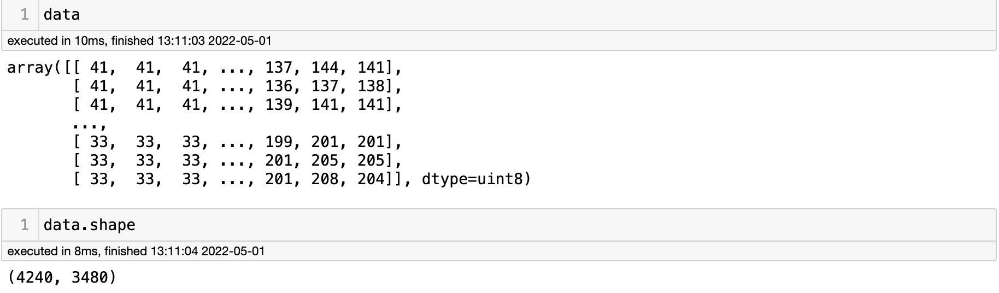 1 data
executed in 10ms, finished 13:11:03 2022-05-01
array([[ 41,  41,  41, ..., 137, 144, 141],
       [ 41,  41,  41, ..., 136, 137, 138],
       [ 41,  41,  41, ..., 139, 141, 141],
       ...,
       [ 33,  33,  33, ..., 199, 201, 201],
       [ 33,  33,  33, ..., 201, 205, 205],
       [ 33,  33,  33, ..., 201, 208, 204]], dtype=uint8)
1 data.shape
executed in 8ms, finished 13:11:04 2022-05-01
(4240, 3480)